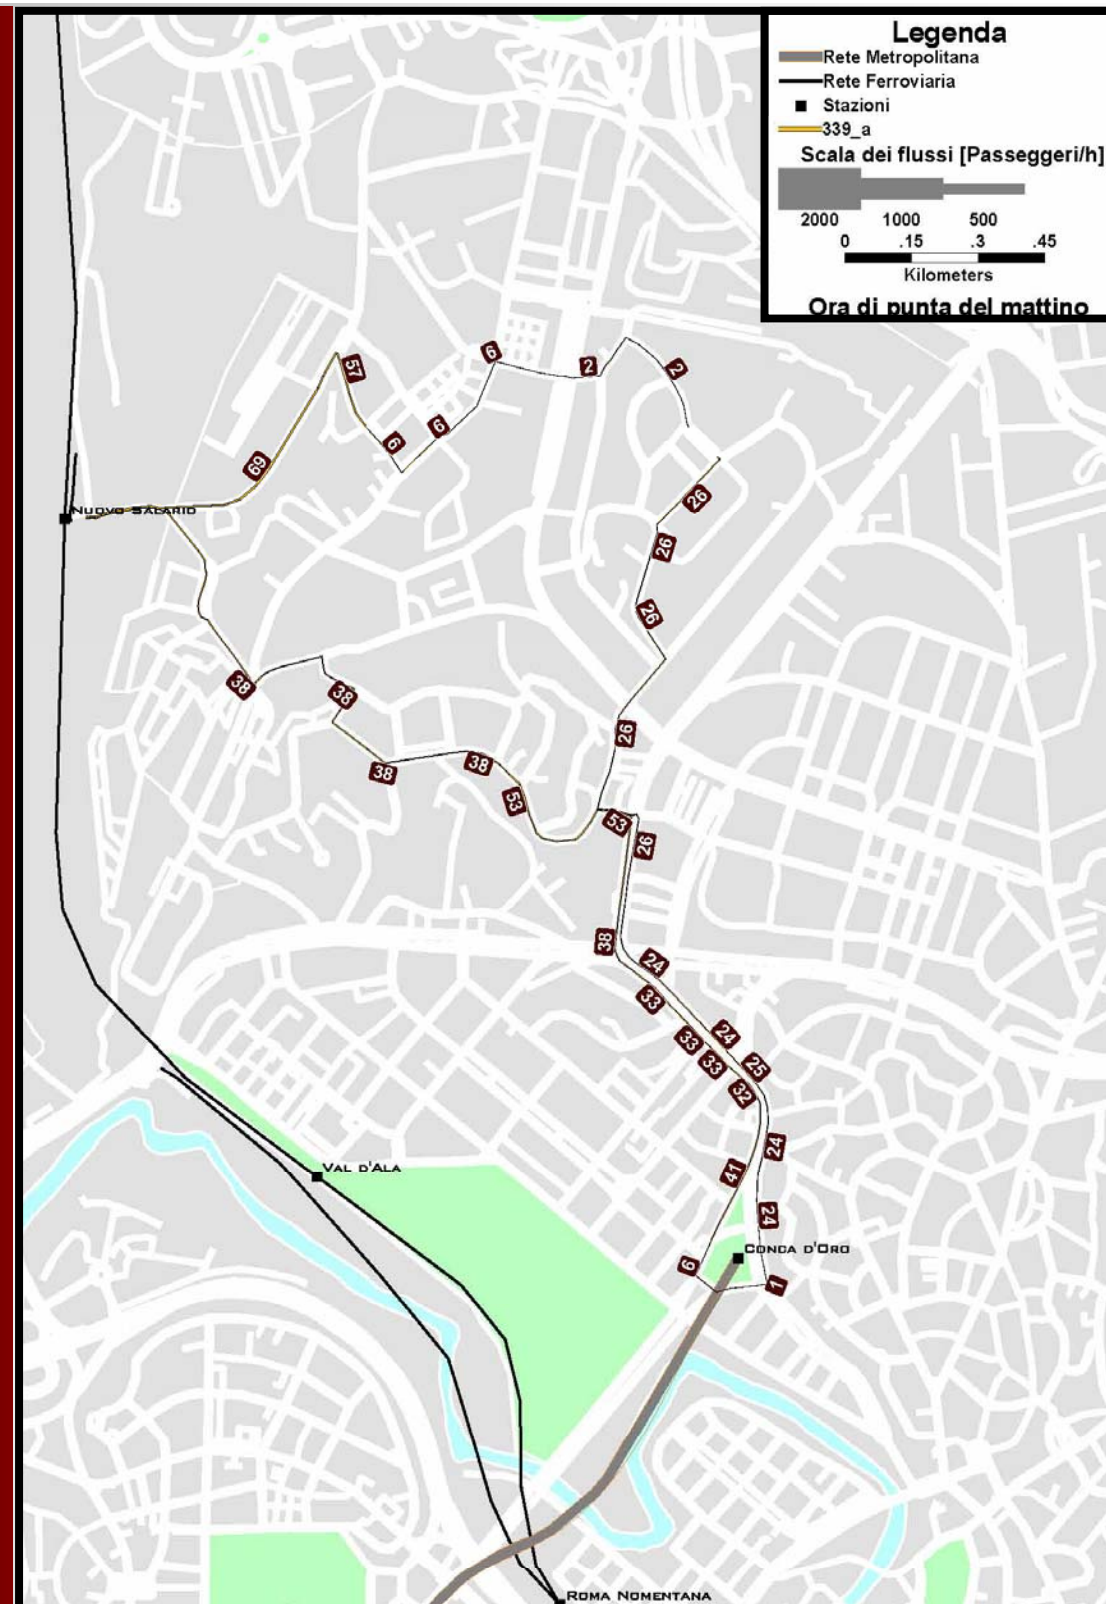 Legenda
Rete Metropolitana
Rete Ferroviaria
Stazioni
339_a
Scala dei flussi [Passeggeri/h]
2000 1000 500
0 .15 .3 .45
Kilometers
Ora di punta del mattino
6
2
2
57
6
6
69
26
Nuovo Salario
26
26
38
38
26
38
38
53
53
26
38
24
33
24
33
33
25
32
24
Val d'Ala
41
24
Conca d'Oro
6
1
Roma Nomentana